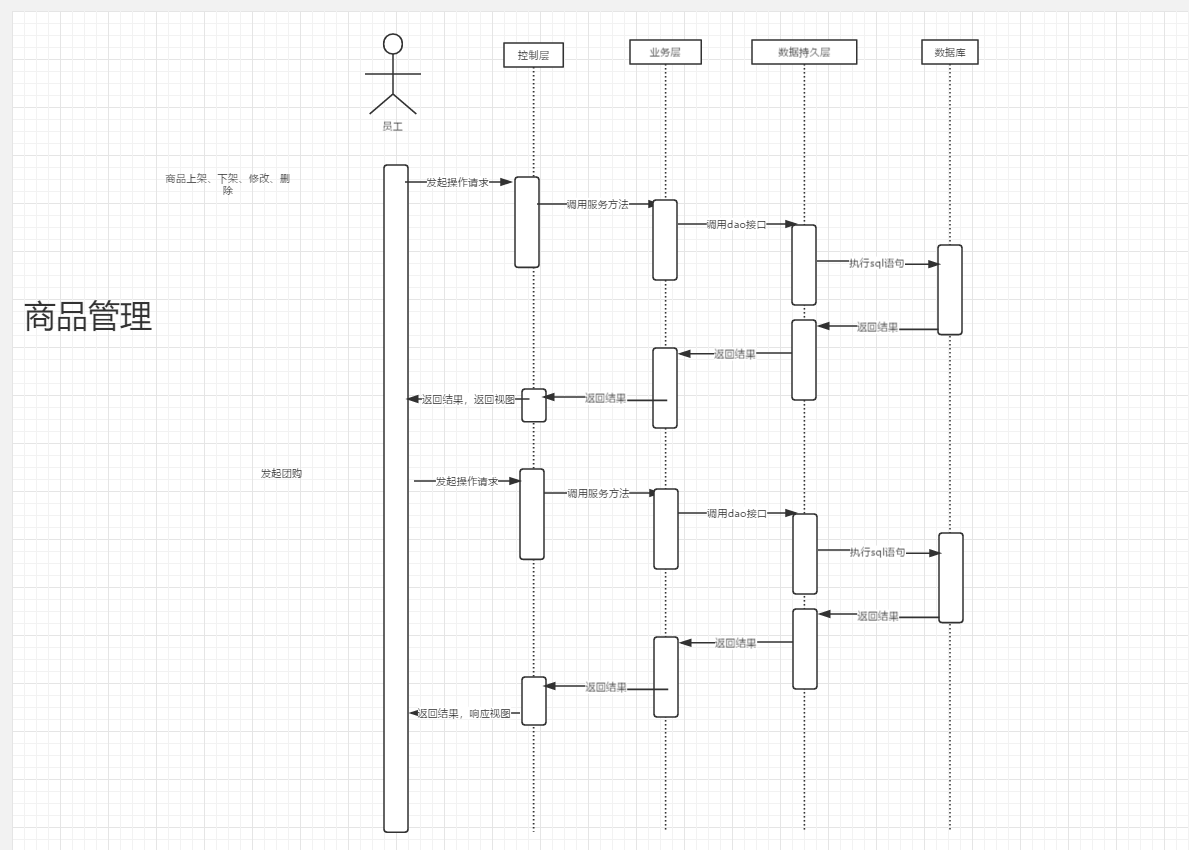 控制层
业务层
数据持久层
数据库
员工
商品上架、下架、修改、删
除
发起操作请求
调用服务方法
调用dao接口
执行sql语句
商品管理
返回结果
返回结果
返回结果
返回结果，返回视图
发起团购
发起操作请求
调用服务方法
调用dao接口
执行sql语句
返回结果
返回结果
返回结果
返回结果，响应视图